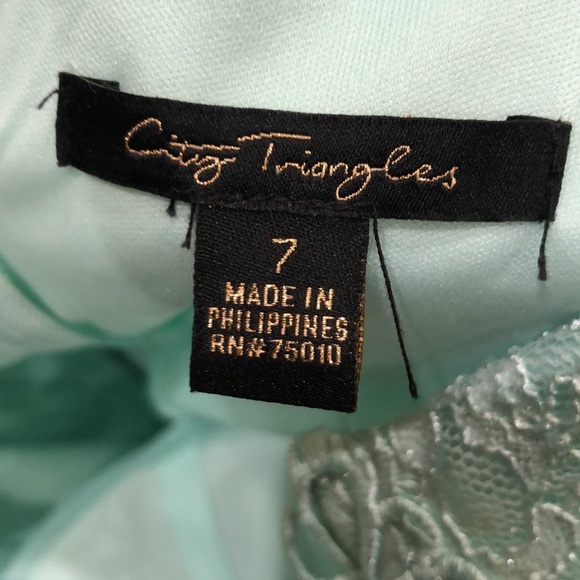 City Triangles
7
MADE IN
PHILIPPINES
RN#75010